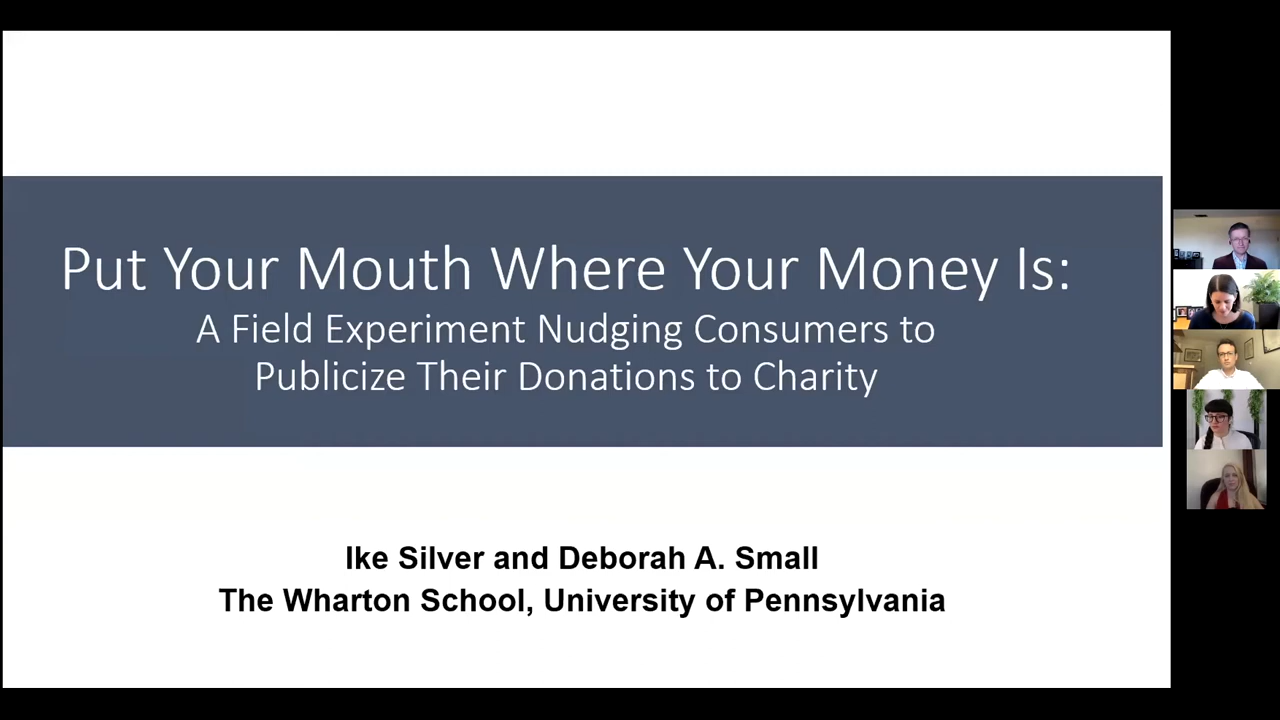 Put Your Mouth Where Your Money Is:
A Field Experiment Nudging Consumers to
Publicize Their Donations to Charity
Ike Silver and Deborah A. Small
The Wharton School, University of Pennsylvania